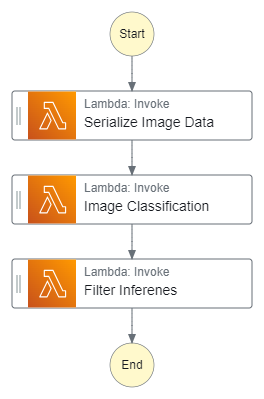 Start
Lambda: Invoke
Serialize Image Data
Lambda: Invoke
Image Classification
Lambda: Invoke
Filter Inferenes
End